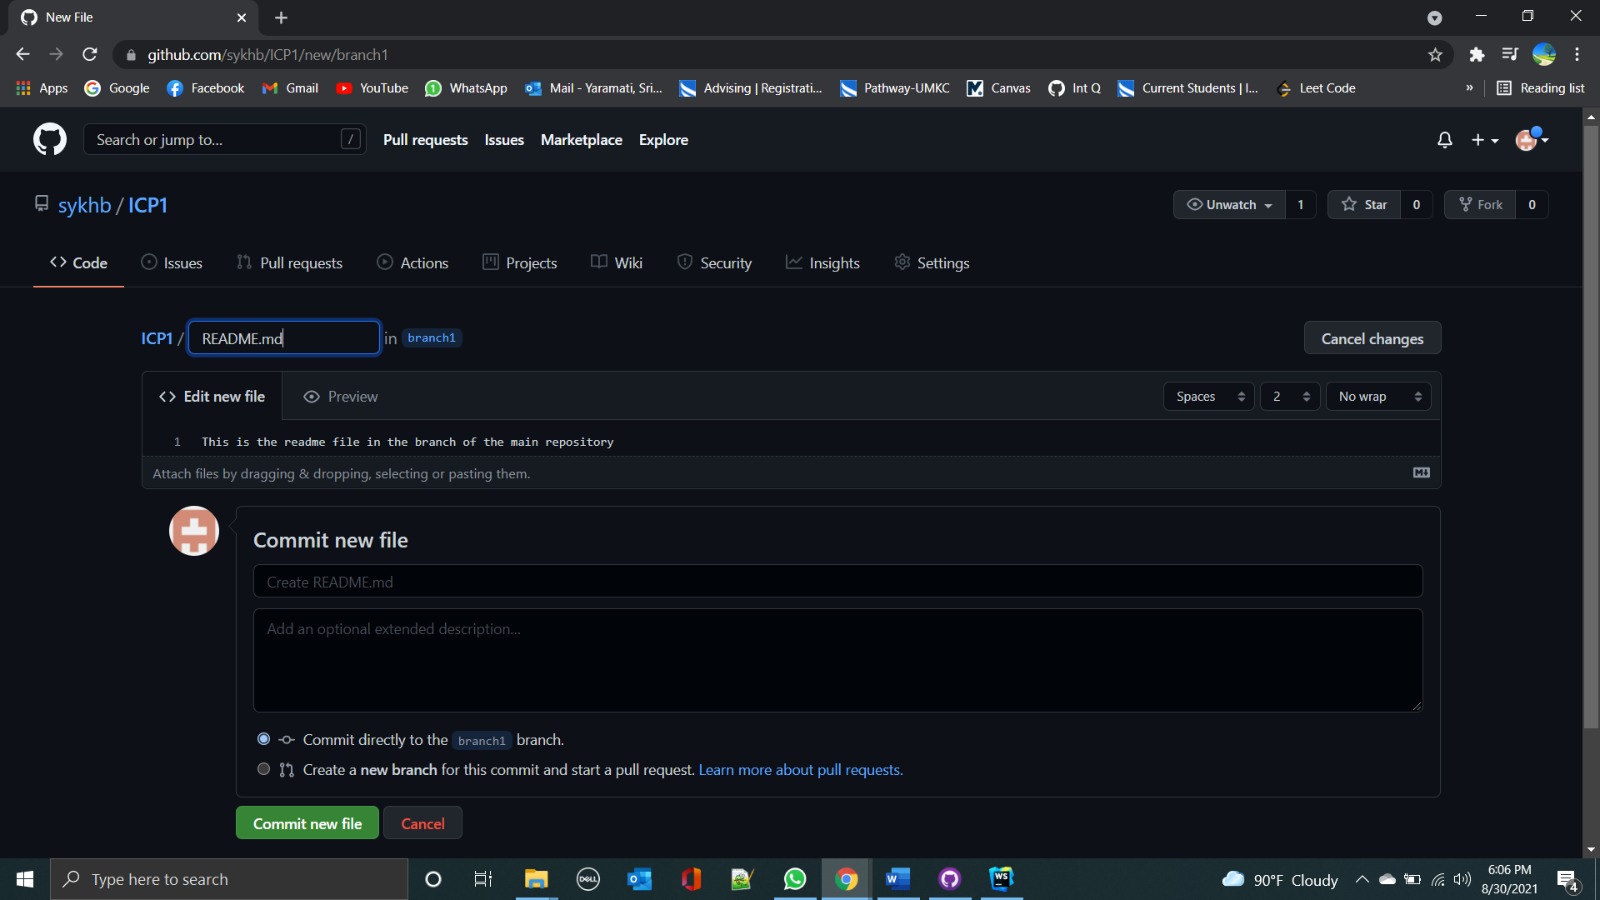 New File
github.com/sykhb/ICP1/new/branch1
Apps Google Facebook Gmail YouTube WhatsApp Mail - Yaramati, Sri... Advising | Registrati... Pathway-UMKC Canvas Int Q Current Students | I... Leet Code » Reading list
Search or jump to... / Pull requests Issues Marketplace Explore
sykhb / ICP1 Unwatch 1 Star 0 Fork 0
<> Code Issues Pull requests Actions Projects Wiki Security Insights Settings
ICP1 / README.md in branch1 Cancel changes
<> Edit new file Preview Spaces 2 No wrap
1 This is the readme file in the branch of the main repository
Attach files by dragging & dropping, selecting or pasting them.
Commit new file
Create README.md
Add an optional extended description...
Commit directly to the branch1 branch.
Create a new branch for this commit and start a pull request. Learn more about pull requests.
Commit new file Cancel
Type here to search DELL WS 90°F Cloudy 6:06 PM
8/30/2021 4